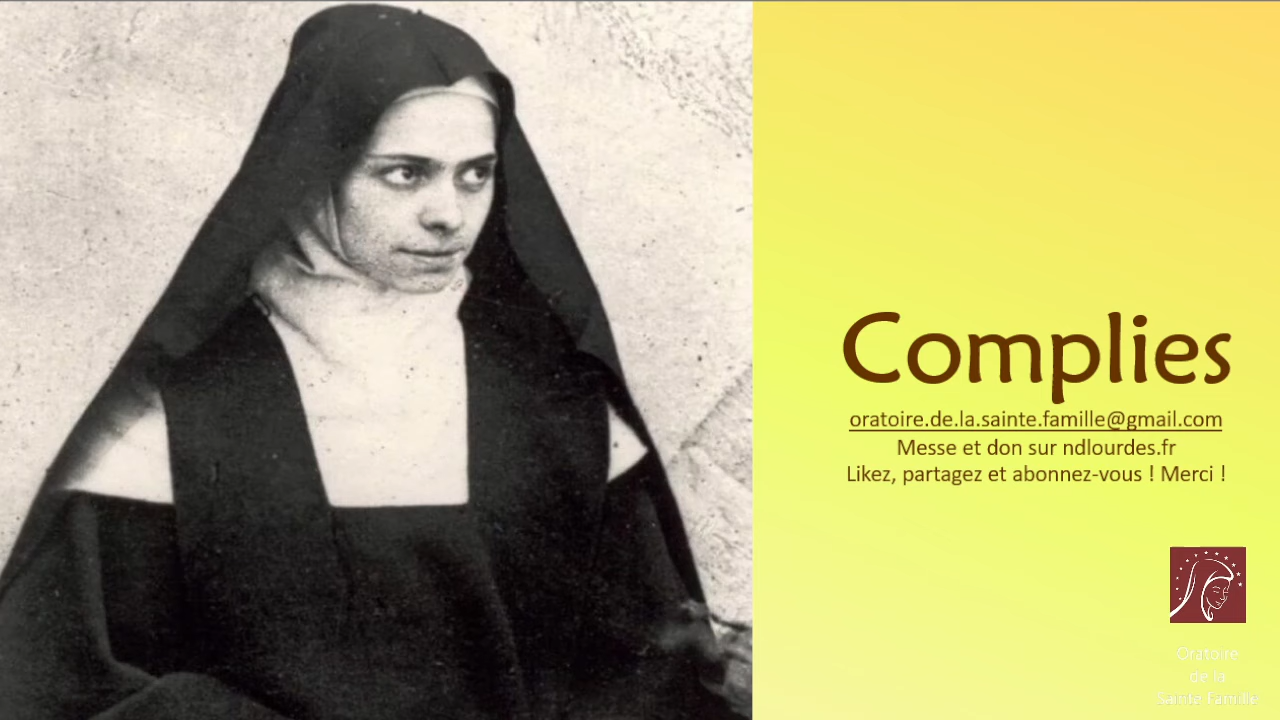 Complies
oratoire.de.la.sainte.famille@gmail.com
Messe et don sur ndlourdes.fr
Likez, partagez et abonnez-vous ! Merci !
Oratoire
de la
Sainte Famille